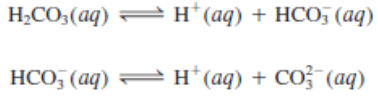 H₂CO₃(aq) ⇌ H⁺(aq) + HCO₃⁻(aq)
HCO₃⁻(aq) ⇌ H⁺(aq) + CO₃²⁻(aq)